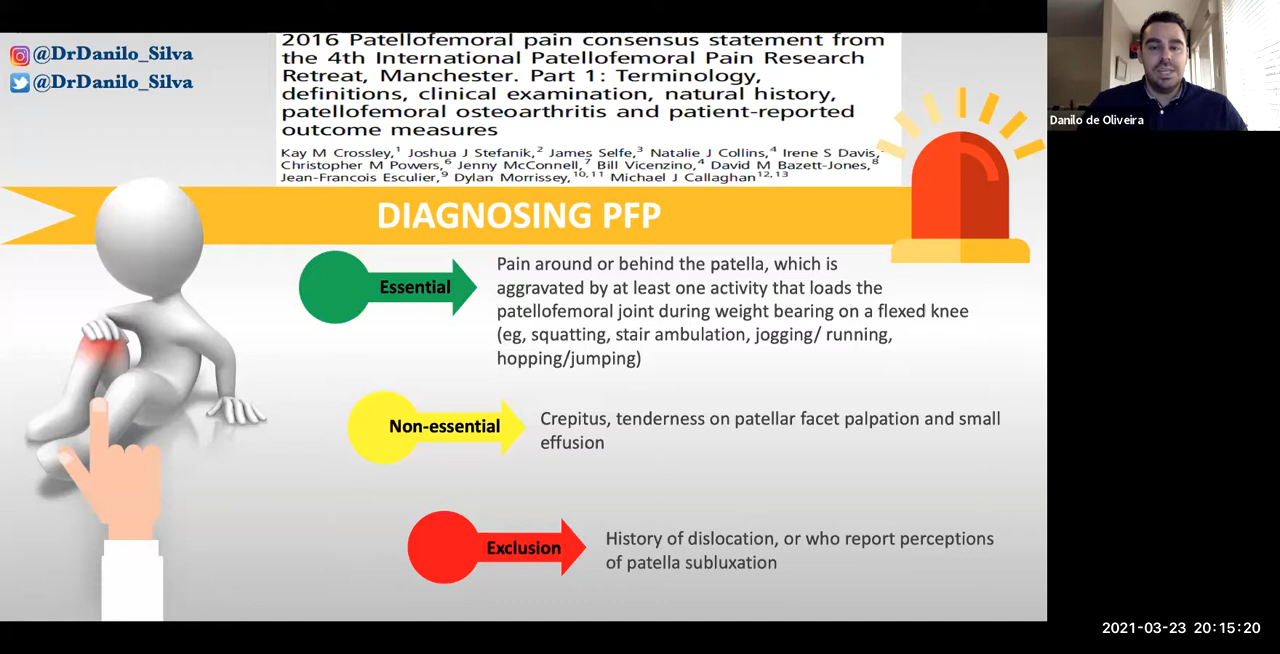 @DrDanilo_Silva
@DrDanilo_Silva
2016 Patellofemoral pain consensus statement from
the 4th International Patellofemoral Pain Research
Retreat, Manchester. Part 1: Terminology,
definitions, clinical examination, natural history,
patellofemoral osteoarthritis and patient-reported
outcome measures
Kay M Crossley,1 Joshua J Stefanik,2 James Selfe,3 Natalie J Collins,4 Irene S Davis,
Christopher M Powers,6 Jenny McConnell,7 Bill Vicenzino,4 David M Bazett-Jones,8
Jean-Francois Esculier,9 Dylan Morrissey,10,11 Michael J Callaghan12,13
Danilo de Oliveira
DIAGNOSING PFP
Essential
Pain around or behind the patella, which is
aggravated by at least one activity that loads the
patellofemoral joint during weight bearing on a flexed knee
(eg, squatting, stair ambulation, jogging/ running,
hopping/jumping)
Non-essential
Crepitus, tenderness on patellar facet palpation and small
effusion
Exclusion
History of dislocation, or who report perceptions
of patella subluxation
2021-03-23 20:15:20